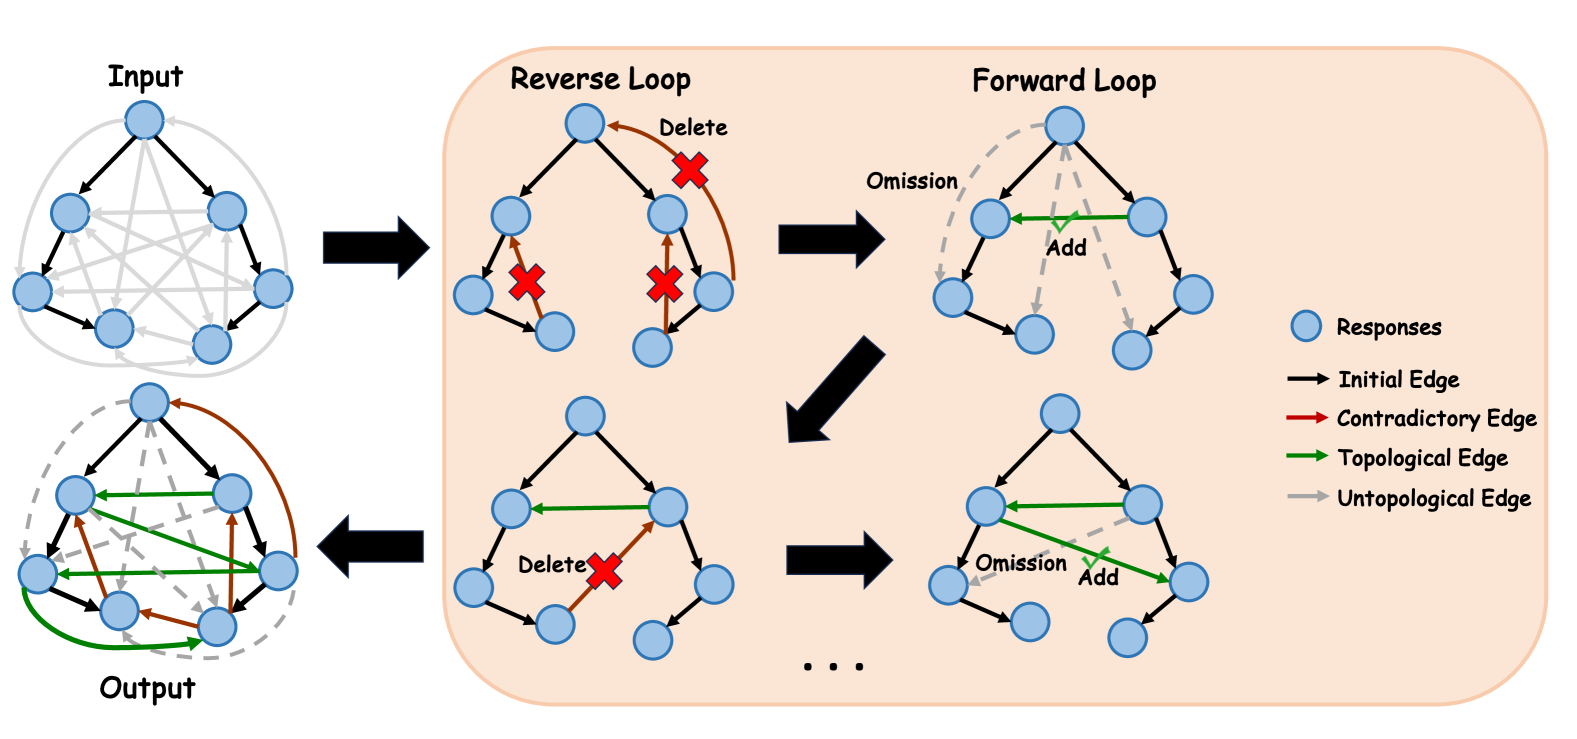 Input
Reverse Loop
Forward Loop
Delete
Omission
Add
Responses
Initial Edge
Contradictory Edge
Topological Edge
Untopological Edge
Delete
Omission
Add
. . .
Output